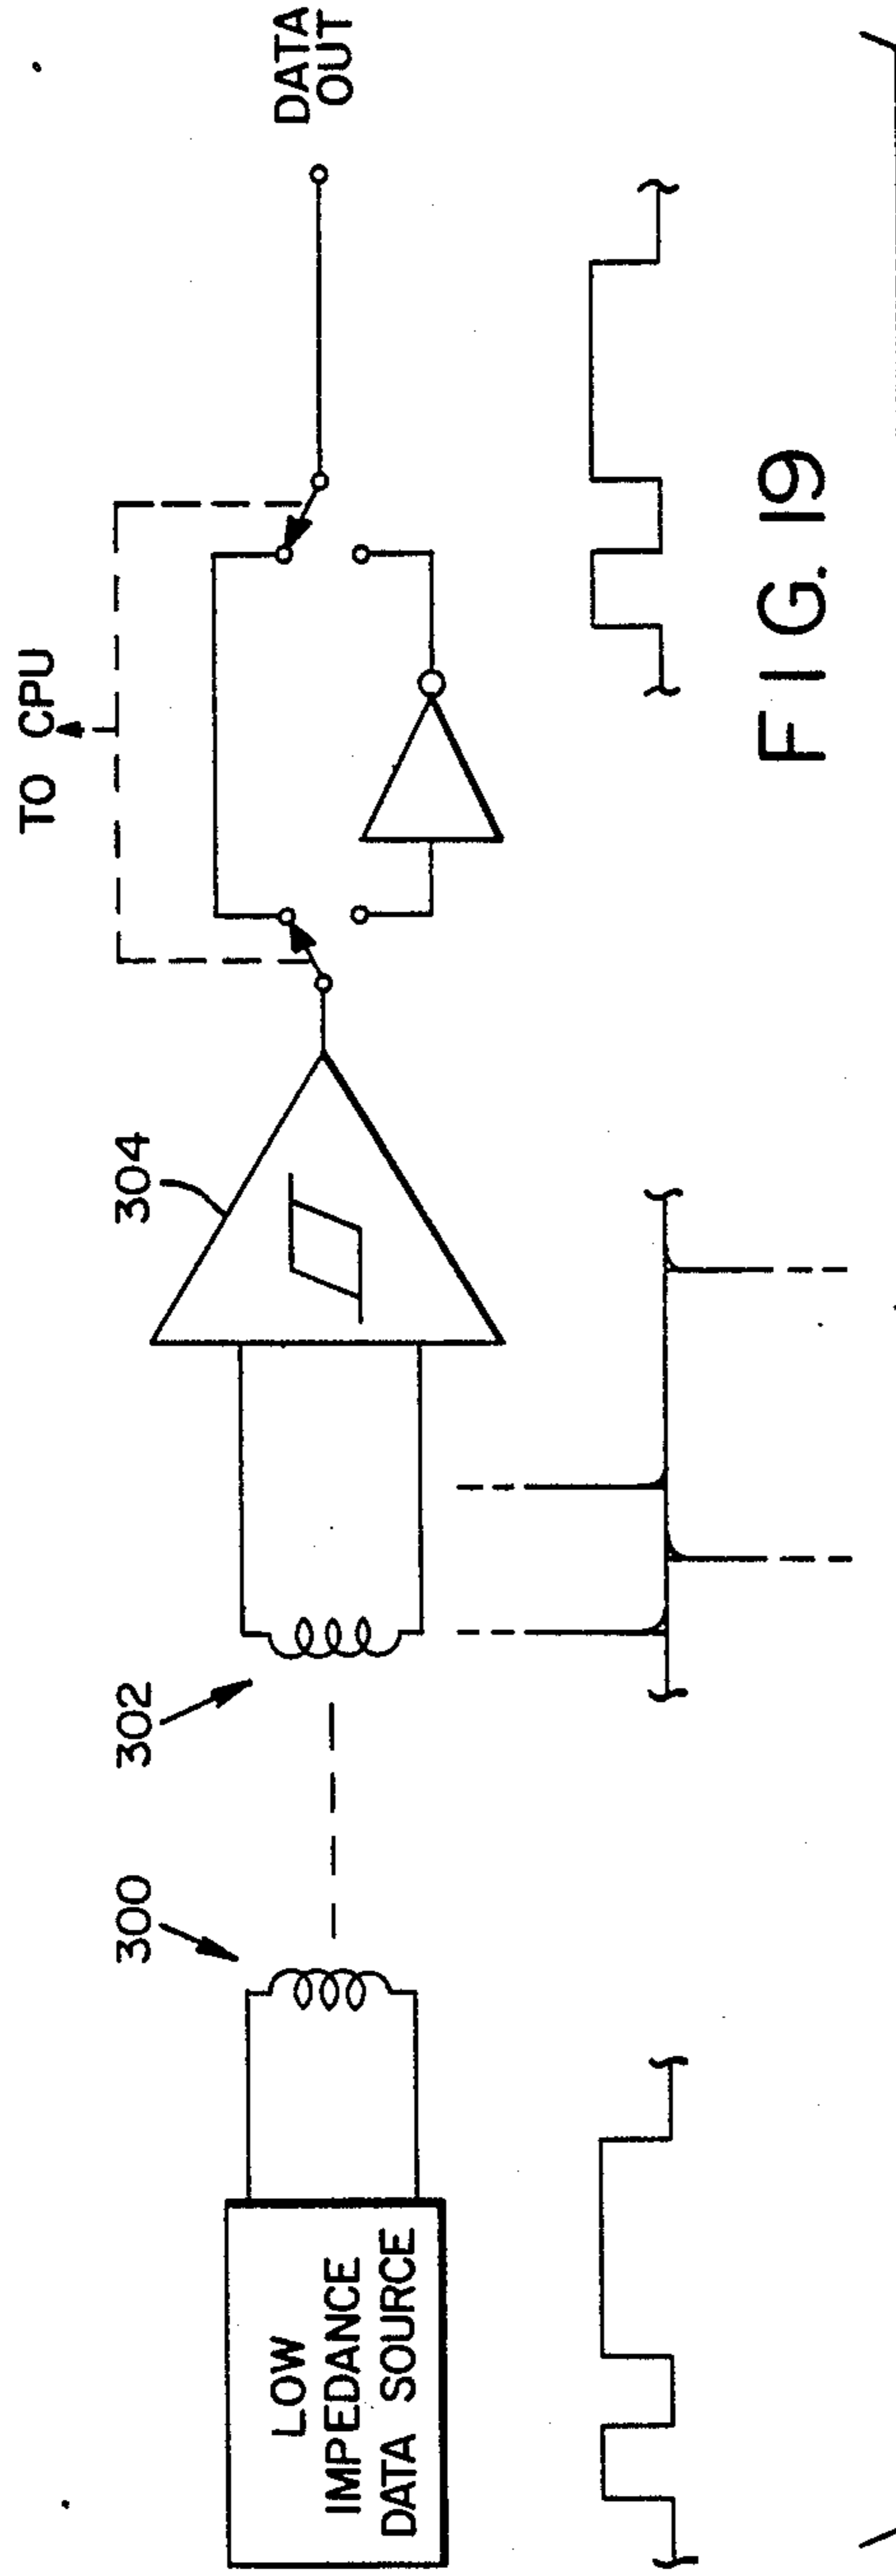 TO CPU
304
302
300
DATA
OUT
LOW
IMPEDANCE
DATA SOURCE
FIG. 19